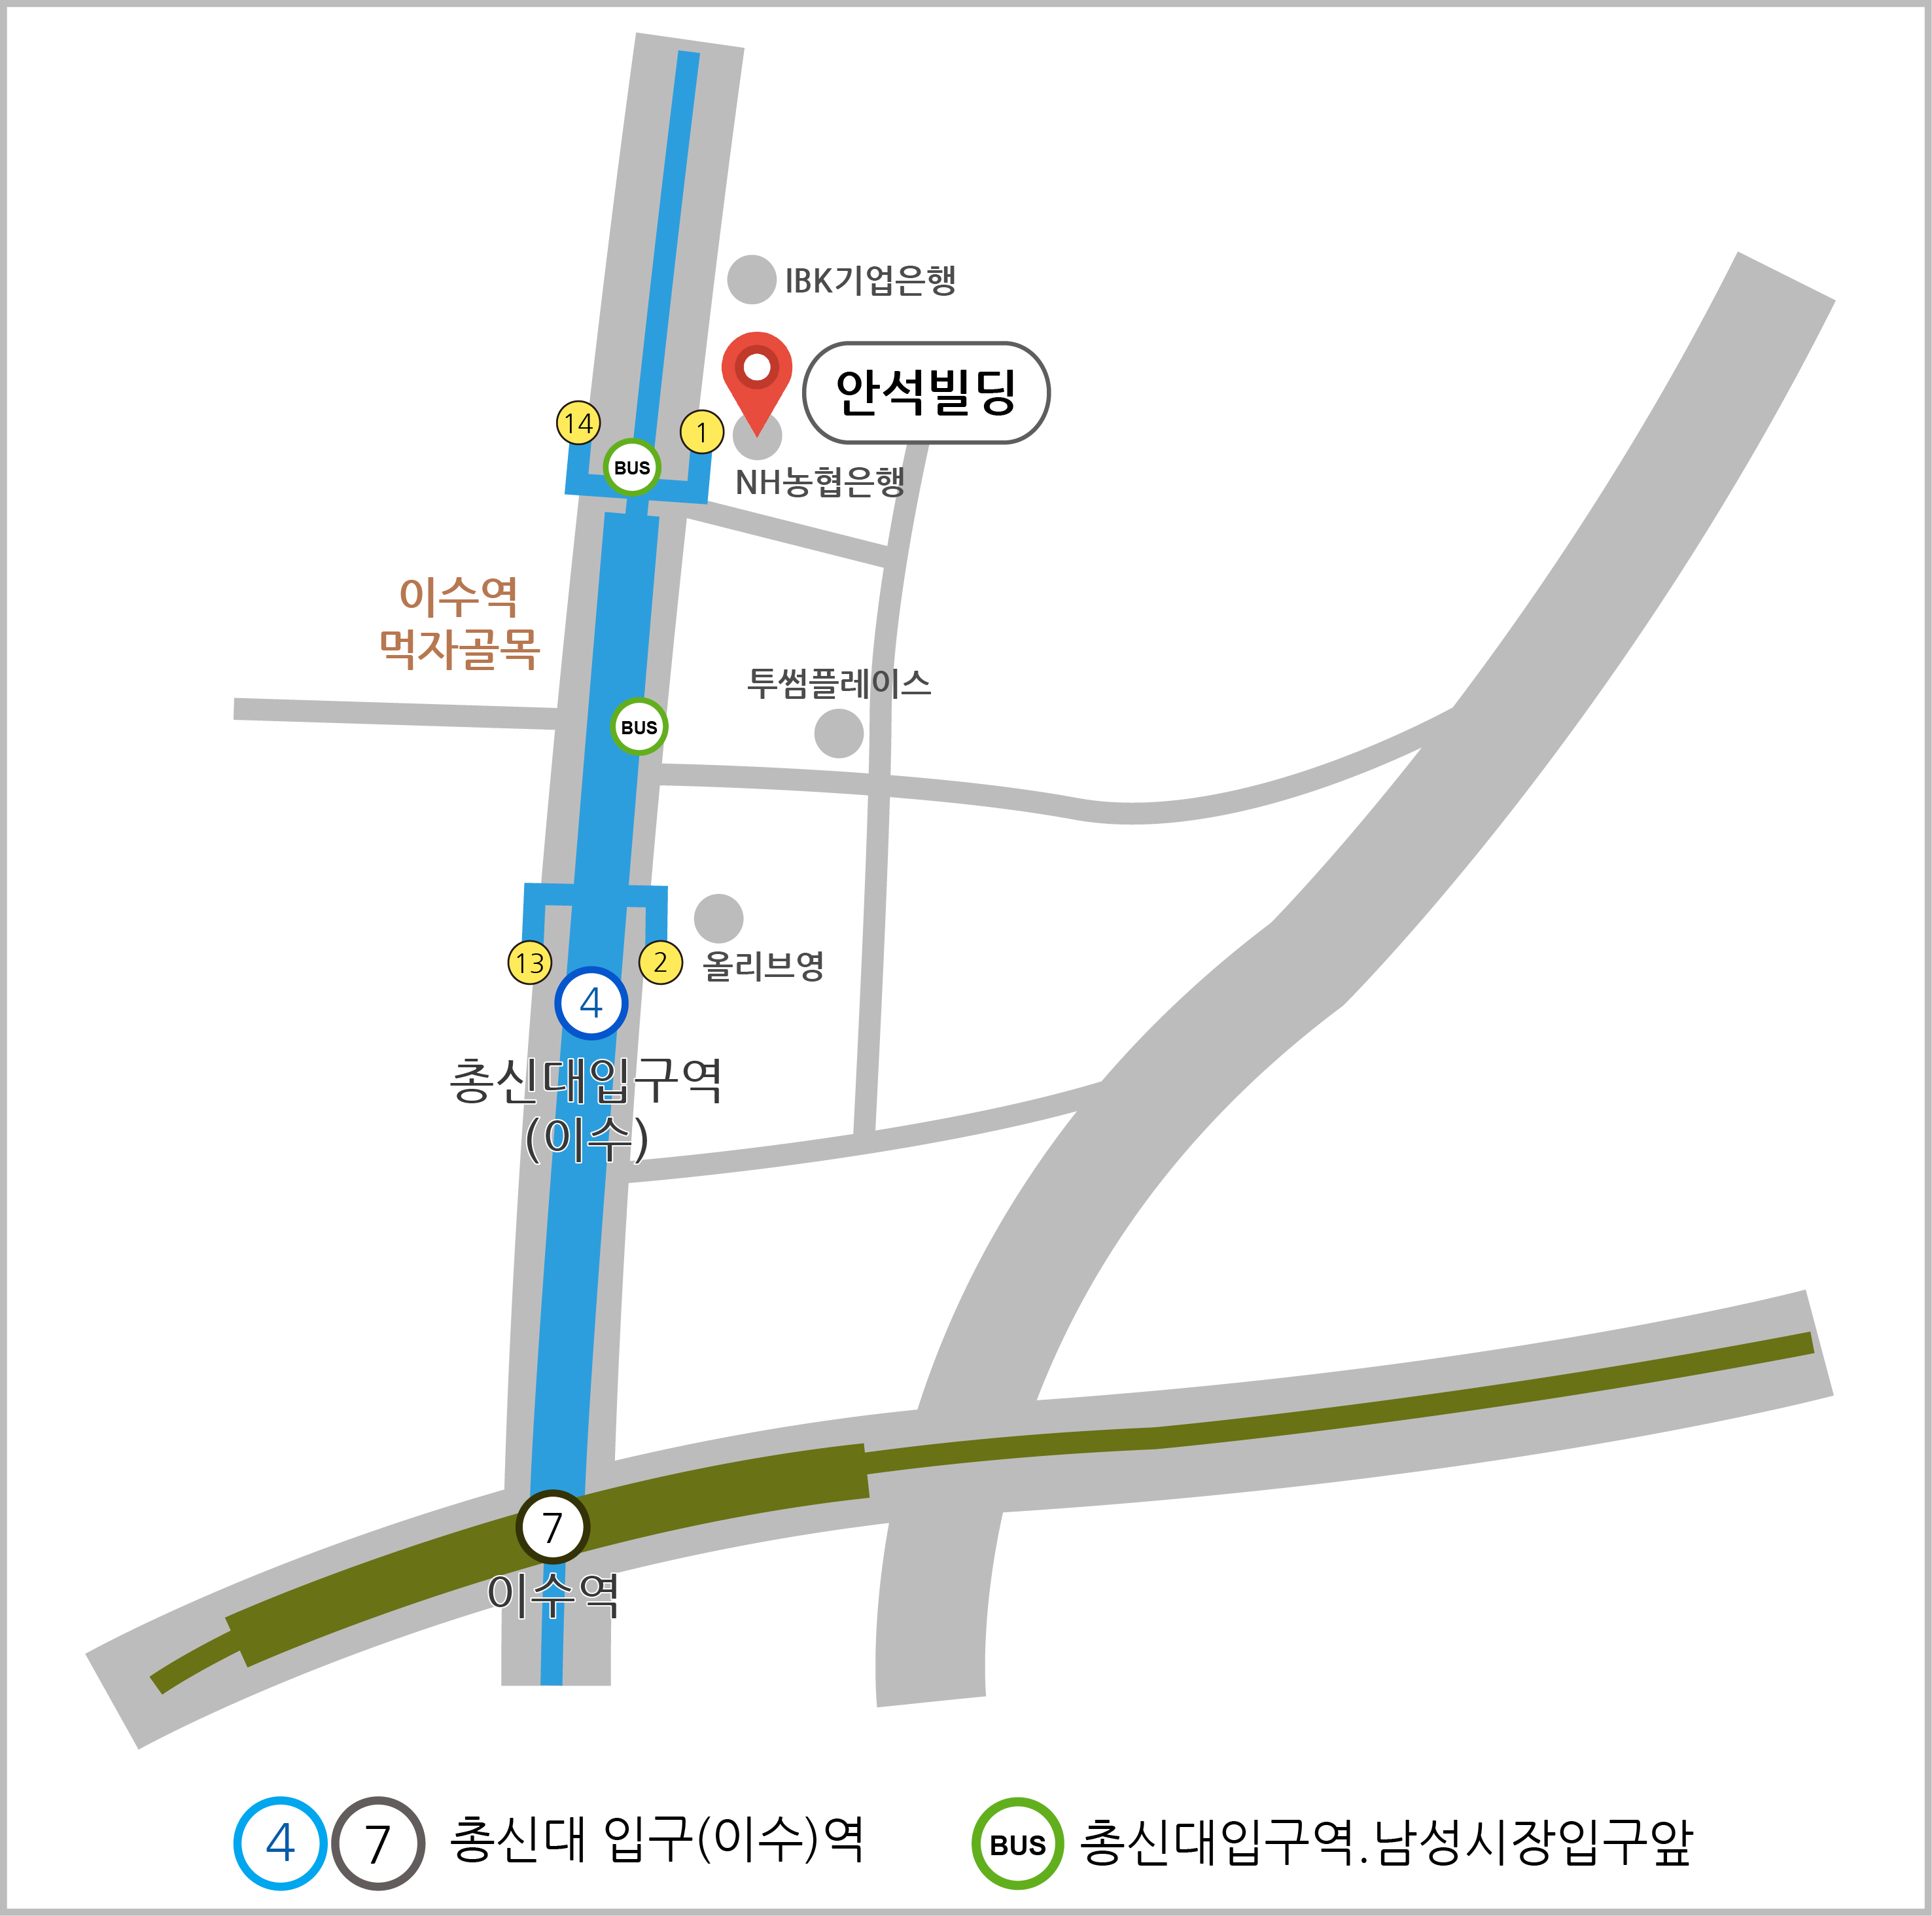 IBK기업은행
안석빌딩
14
1
BUS
NH농협은행
이수역
먹자골목
투썸플레이스
BUS
올리브영
13
2
4
총신대입구역
(이수)
7
이수역
4 7 총신대 입구(이수)역
BUS 총신대입구역.남성시장입구앞